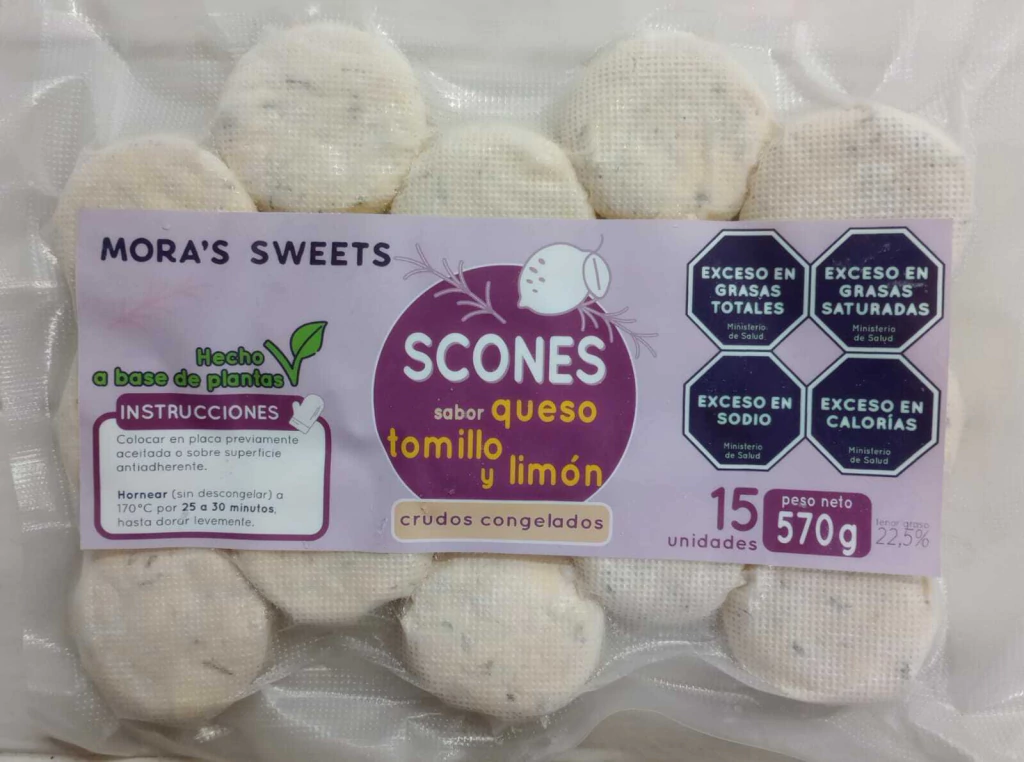 MORA'S SWEETS
Hecho
a base de plantas
INSTRUCCIONES
Colocar en placa previamente
aceitada o sobre superficie
antiadherente.
Hornear (sin descongelar) a
170°C por 25 a 30 minutos,
hasta dorar levemente.
SCONES
sabor queso
tomillo
y limón
crudos congelados
EXCESO EN
GRASAS
TOTALES
Ministerio
de Salud
EXCESO EN
GRASAS
SATURADAS
Ministerio
de Salud
EXCESO EN
SODIO
Ministerio
de Salud
EXCESO EN
CALORÍAS
Ministerio
de Salud
15
unidades
peso neto
570g
tenor graso
22,5%